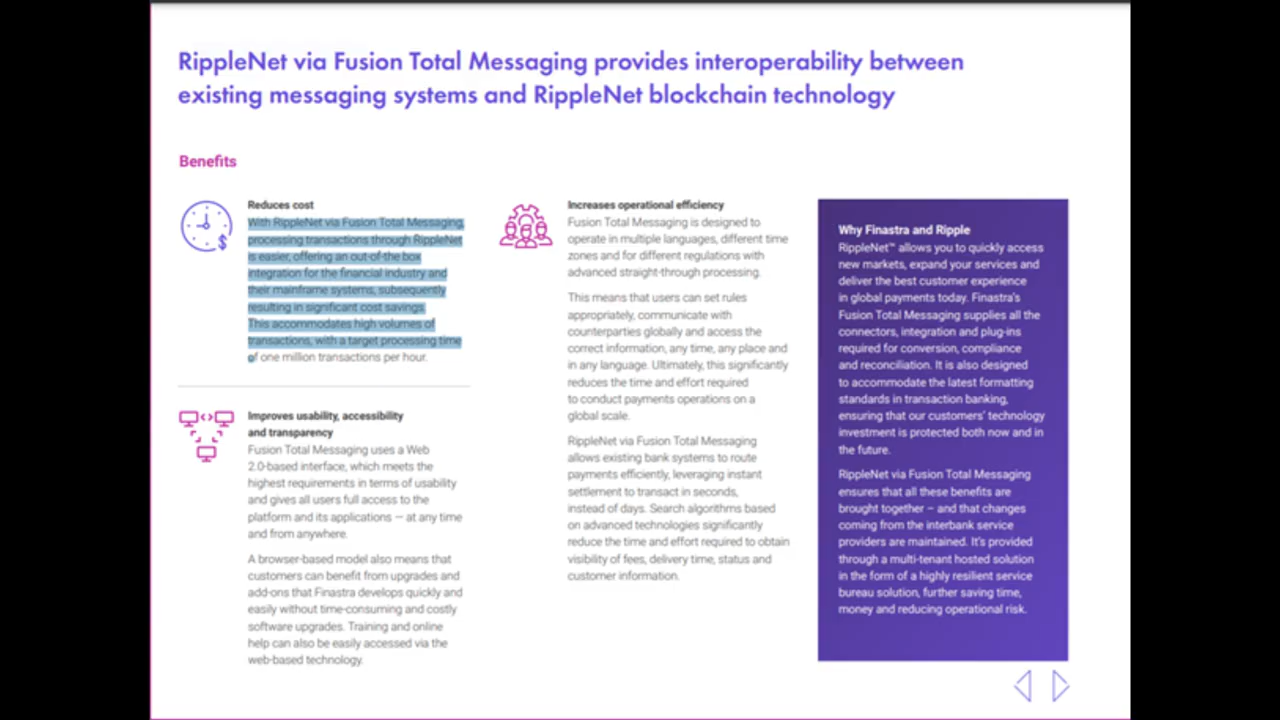 RippleNet via Fusion Total Messaging provides interoperability between
existing messaging systems and RippleNet blockchain technology
Benefits
Reduces cost
With RippleNet via Fusion Total Messaging,
processing transactions through RippleNet
is easier, offering an out-of-the box
integration for the financial industry and
their mainframe systems, subsequently
resulting in significant cost savings.
This accommodates high volumes of
transactions, with a target processing time
of one million transactions per hour.
Improves usability, accessibility
and transparency
Fusion Total Messaging uses a Web
2.0-based interface, which meets the
highest requirements in terms of usability
and gives all users full access to the
platform and its applications — at any time
and from anywhere.
A browser-based model also means that
customers can benefit from upgrades and
add-ons that Finastra develops quickly and
easily without time-consuming and costly
software upgrades. Training and online
help can also be easily accessed via the
web-based technology.
Increases operational efficiency
Fusion Total Messaging is designed to
operate in multiple languages, different time
zones and for different regulations with
advanced straight-through processing.
This means that users can set rules
appropriately, communicate with
counterparties globally and access the
correct information, any time, any place and
in any language. Ultimately, this significantly
reduces the time and effort required
to conduct payments operations on a
global scale.
RippleNet via Fusion Total Messaging
allows existing bank systems to route
payments efficiently, leveraging instant
settlement to transact in seconds,
instead of days. Search algorithms based
on advanced technologies significantly
reduce the time and effort required to obtain
visibility of fees, delivery time, status and
customer information.
Why Finastra and Ripple
RippleNet™ allows you to quickly access
new markets, expand your services and
deliver the best customer experience
in global payments today. Finastra's
Fusion Total Messaging supplies all the
connectors, integration and plug-ins
required for conversion, compliance
and reconciliation. It is also designed
to accommodate the latest formatting
standards in transaction banking,
ensuring that our customers' technology
investment is protected both now and in
the future.
RippleNet via Fusion Total Messaging
ensures that all these benefits are
brought together – and that changes
coming from the interbank service
providers are maintained. It's provided
through a multi-tenant hosted solution
in the form of a highly resilient service
bureau solution, further saving time,
money and reducing operational risk.